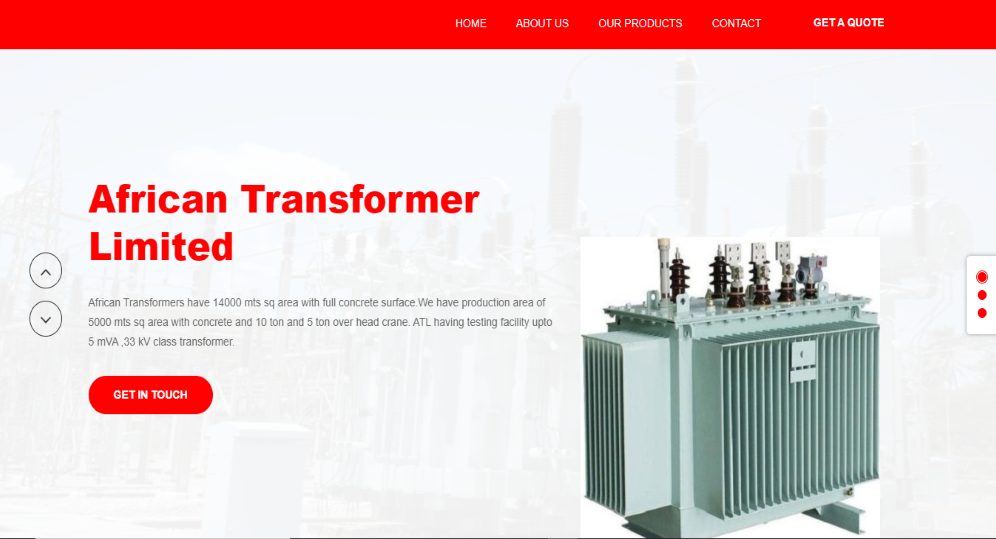 HOME ABOUT US OUR PRODUCTS CONTACT GET A QUOTE
African Transformer
Limited
African Transformers have 14000 mts sq area with full concrete surface.We have production area of
5000 mts sq area with concrete and 10 ton and 5 ton over head crane. ATL having testing facility upto
5 mVA ,33 kV class transformer.
GET IN TOUCH